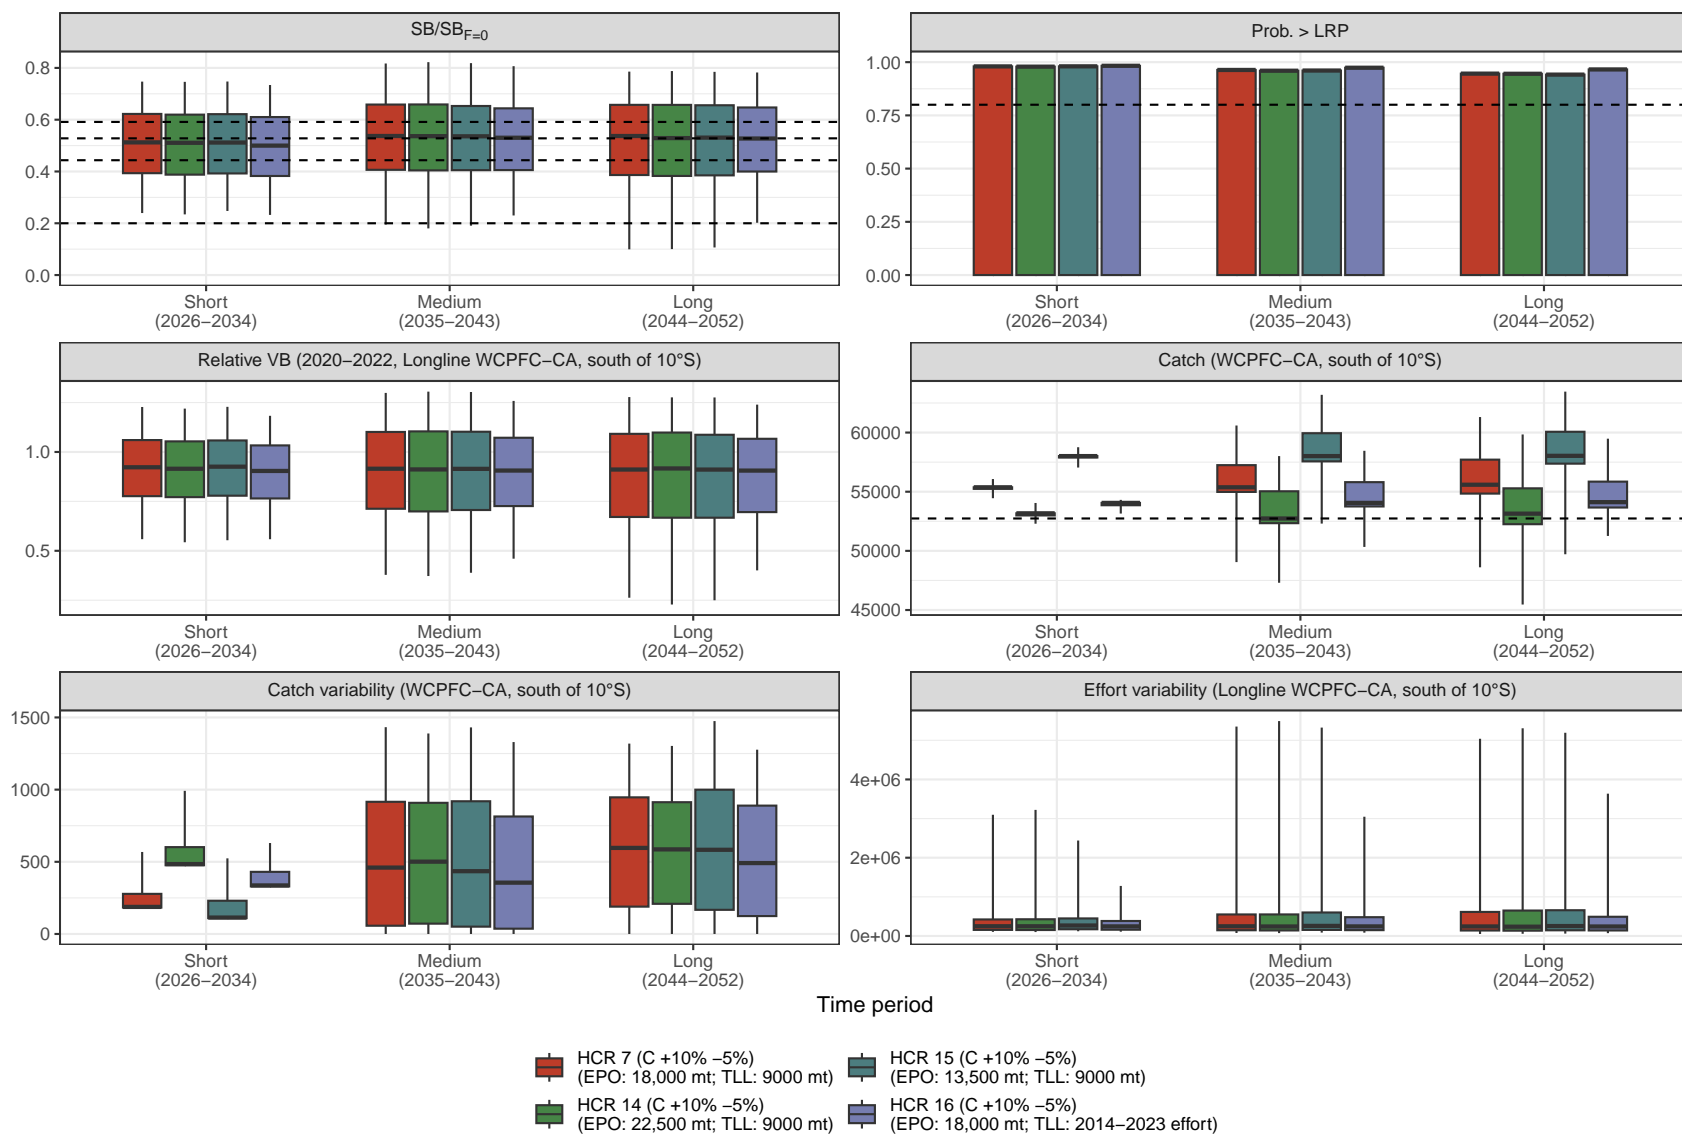 SB/SBF=0
Prob. > LRP
0.8
0.6
0.4
0.2
0.0
1.00
0.75
0.50
0.25
0.00
Short
(2026−2034)
Medium
(2035−2043)
Long
(2044−2052)
Short
(2026−2034)
Medium
(2035−2043)
Long
(2044−2052)
Relative VB (2020−2022, Longline WCPFC−CA, south of 10°S)
Catch (WCPFC−CA, south of 10°S)
1.0
0.5
60000
55000
50000
45000
Short
(2026−2034)
Medium
(2035−2043)
Long
(2044−2052)
Short
(2026−2034)
Medium
(2035−2043)
Long
(2044−2052)
Catch variability (WCPFC−CA, south of 10°S)
Effort variability (Longline WCPFC−CA, south of 10°S)
1500
1000
500
0
4e+06
2e+06
0e+00
Short
(2026−2034)
Medium
(2035−2043)
Long
(2044−2052)
Short
(2026−2034)
Medium
(2035−2043)
Long
(2044−2052)
Time period
HCR 7 (C +10% −5%)
(EPO: 18,000 mt; TLL: 9000 mt)
HCR 14 (C +10% −5%)
(EPO: 22,500 mt; TLL: 9000 mt)
HCR 15 (C +10% −5%)
(EPO: 13,500 mt; TLL: 9000 mt)
HCR 16 (C +10% −5%)
(EPO: 18,000 mt; TLL: 2014−2023 effort)